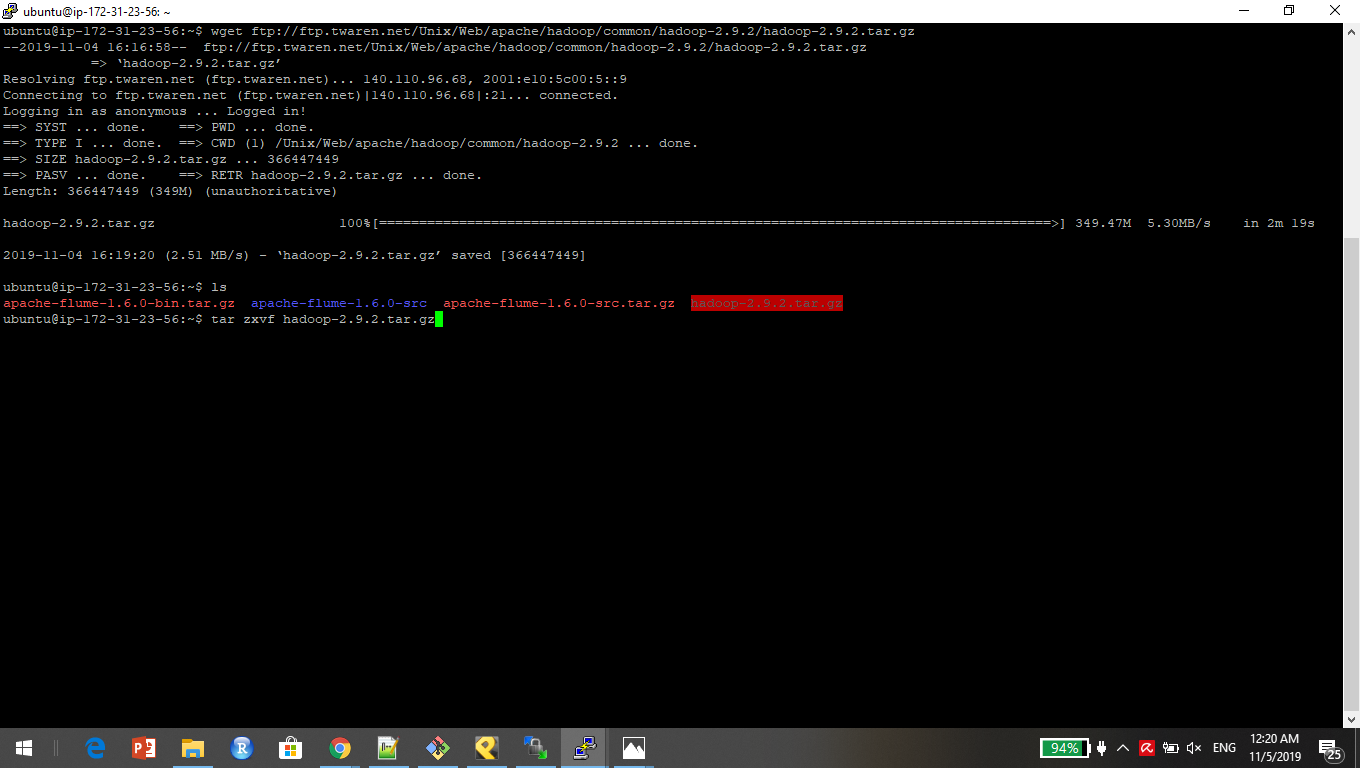 ubuntu@ip-172-31-23-56: ~
ubuntu@ip-172-31-23-56:~$ wget ftp://ftp.twaren.net/Unix/Web/apache/hadoop/common/hadoop-2.9.2/hadoop-2.9.2.tar.gz
--2019-11-04 16:16:58--  ftp://ftp.twaren.net/Unix/Web/apache/hadoop/common/hadoop-2.9.2/hadoop-2.9.2.tar.gz
           => ‘hadoop-2.9.2.tar.gz’
Resolving ftp.twaren.net (ftp.twaren.net)... 140.110.96.68, 2001:e10:5c00:5::9
Connecting to ftp.twaren.net (ftp.twaren.net)|140.110.96.68|:21... connected.
Logging in as anonymous ... Logged in!
==> SYST ... done.    ==> PWD ... done.
==> TYPE I ... done.  ==> CWD (1) /Unix/Web/apache/hadoop/common/hadoop-2.9.2 ... done.
==> SIZE hadoop-2.9.2.tar.gz ... 366447449
==> PASV ... done.    ==> RETR hadoop-2.9.2.tar.gz ... done.
Length: 366447449 (349M) (unauthoritative)
hadoop-2.9.2.tar.gz                       100%[====================================================================================>] 349.47M  5.30MB/s    in 2m 19s
2019-11-04 16:19:20 (2.51 MB/s) - ‘hadoop-2.9.2.tar.gz’ saved [366447449]
ubuntu@ip-172-31-23-56:~$ ls
apache-flume-1.6.0-bin.tar.gz  apache-flume-1.6.0-src  apache-flume-1.6.0-src.tar.gz  hadoop-2.9.2.tar.gz
ubuntu@ip-172-31-23-56:~$ tar zxvf hadoop-2.9.2.tar.gz
94%
ENG
12:20 AM
11/5/2019
25